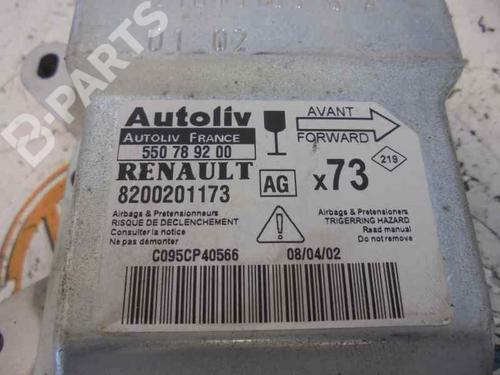 01 02
Autoliv
AUTOLIV FRANCE
550 78 92 00
RENAULT
8200201173
AG
AVANT
FORWARD
x73
219
Airbags & Pretensionneurs
RISQUE DE DECLENCHEMENT
Consulter la notice
Ne pas démonter
Airbags & Pretensioners
TRIGERRING HAZARD
Read manual
Do not remove
C095CP40566
08/04/02
B-PARTS